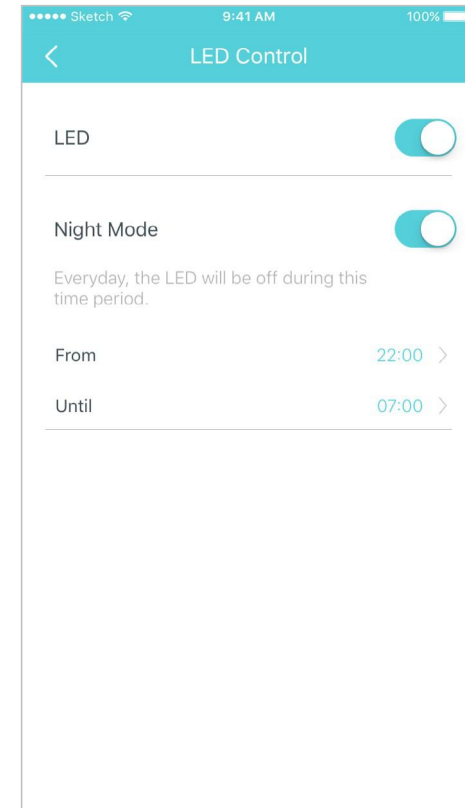 Sketch 9:41 AM 100%
LED Control
LED
Night Mode
Everyday, the LED will be off during this
time period.
From 22:00
Until 07:00